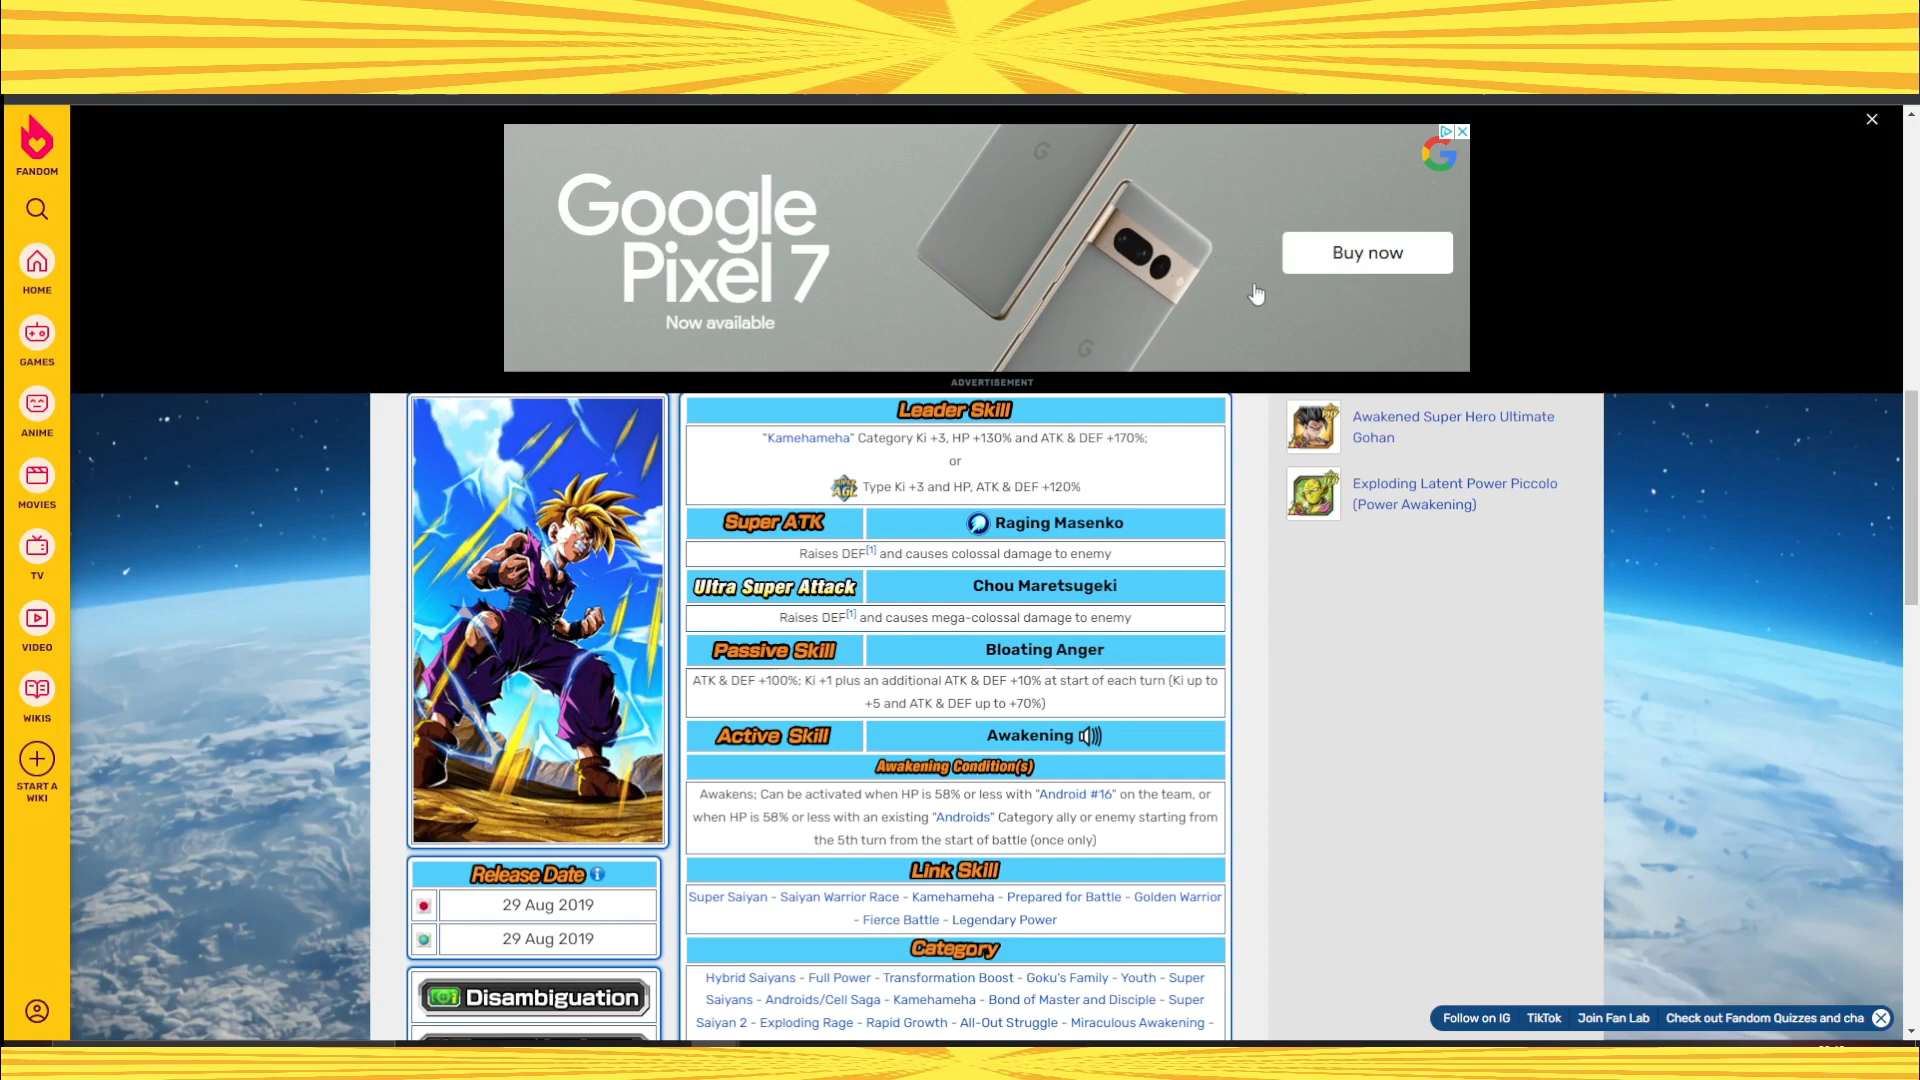 FANDOM
HOME
GAMES
ANIME
MOVIES
TV
VIDEO
WIKIS
START A
WIKI
Google
Pixel 7
Now available
Buy now
ADVERTISEMENT
Leader Skill
"Kamehameha" Category Ki +3, HP +130% and ATK & DEF +170%;
or
SUPER AGL Type Ki +3 and HP, ATK & DEF +120%
Super ATK
Raging Masenko
Raises DEF[1] and causes colossal damage to enemy
Ultra Super Attack
Chou Maretsugeki
Raises DEF[1] and causes mega-colossal damage to enemy
Passive Skill
Bloating Anger
ATK & DEF +100%; Ki +1 plus an additional ATK & DEF +10% at start of each turn (Ki up to
+5 and ATK & DEF up to +70%)
Active Skill
Awakening
Awakening Condition(s)
Awakens; Can be activated when HP is 58% or less with "Android #16" on the team, or
when HP is 58% or less with an existing "Androids" Category ally or enemy starting from
the 5th turn from the start of battle (once only)
Link Skill
Super Saiyan - Saiyan Warrior Race - Kamehameha - Prepared for Battle - Golden Warrior
- Fierce Battle - Legendary Power
Category
Hybrid Saiyans - Full Power - Transformation Boost - Goku's Family - Youth - Super
Saiyans - Androids/Cell Saga - Kamehameha - Bond of Master and Disciple - Super
Saiyan 2 - Exploding Rage - Rapid Growth - All-Out Struggle - Miraculous Awakening -
Release Date
29 Aug 2019
29 Aug 2019
Disambiguation
Awakened Super Hero Ultimate
Gohan
Exploding Latent Power Piccolo
(Power Awakening)
Follow on IG
TikTok
Join Fan Lab
Check out Fandom Quizzes and cha